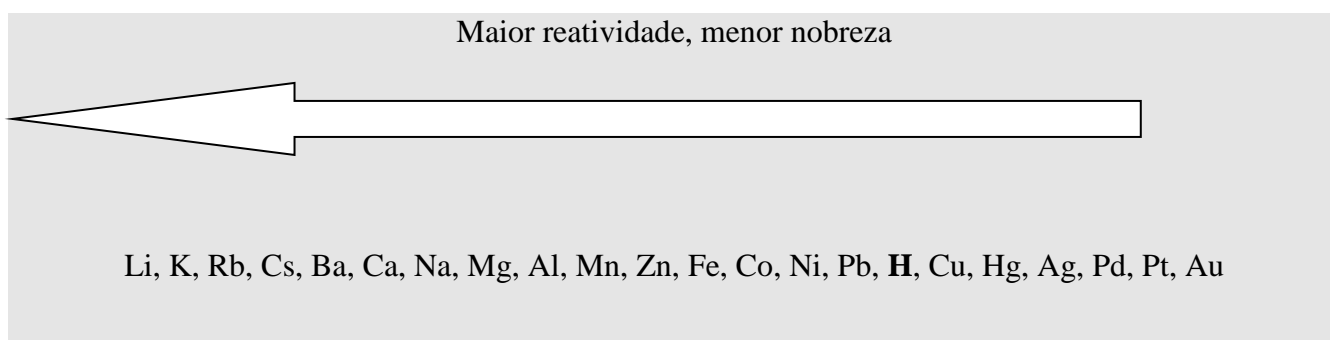 Maior reatividade, menor nobreza
Li, K, Rb, Cs, Ba, Ca, Na, Mg, Al, Mn, Zn, Fe, Co, Ni, Pb, H, Cu, Hg, Ag, Pd, Pt, Au